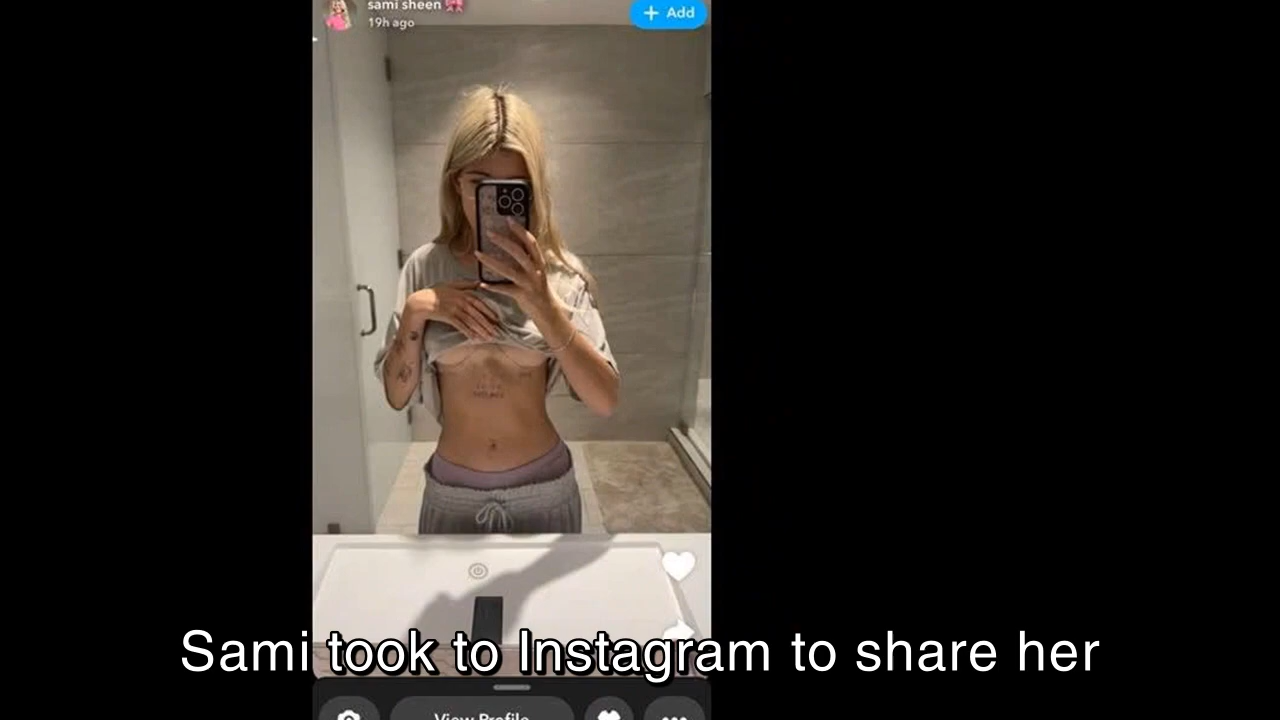 sami sheen 🎀
19h ago
+ Add
Sami took to Instagram to share her
View Profile